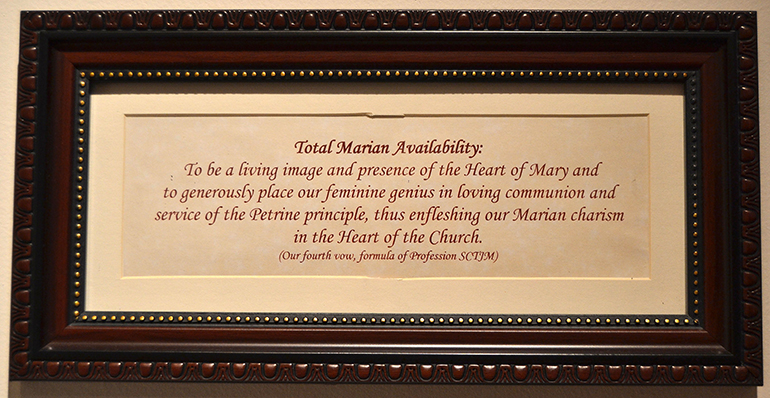 Total Marian Availability:
To be a living image and presence of the Heart of Mary and
to generously place our feminine genius in loving communion and
service of the Petrine principle, thus enfleshing our Marian charism
in the Heart of the Church.
(Our fourth vow, formula of Profession SCTJM)